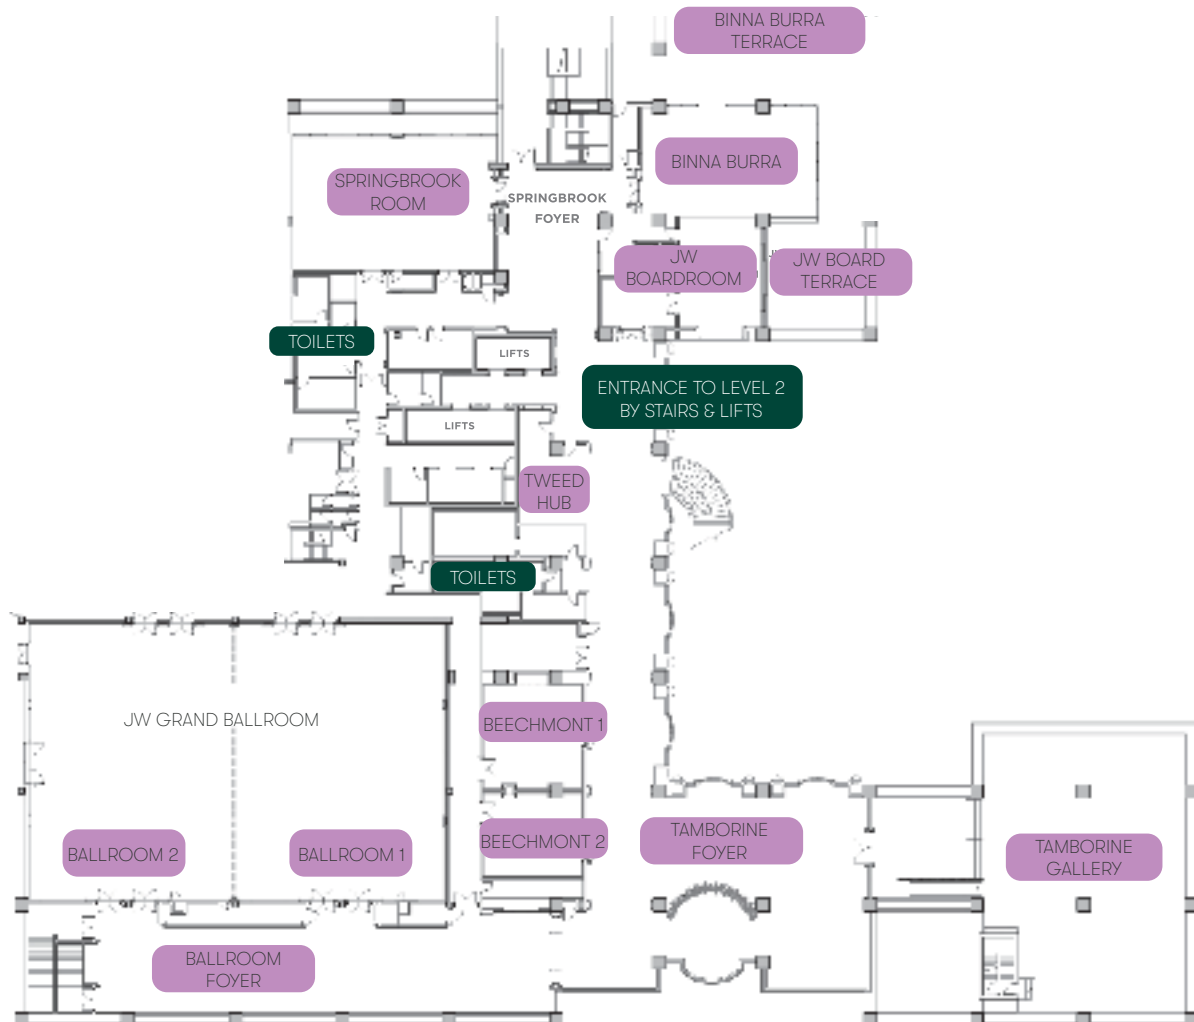 BINNA BURRA
TERRACE
BINNA BURRA
SPRINGBROOK
ROOM
SPRINGBROOK
FOYER
JW
BOARDROOM
JW BOARD
TERRACE
TOILETS
LIFTS
ENTRANCE TO LEVEL 2
BY STAIRS & LIFTS
LIFTS
TWEED
HUB
TOILETS
JW GRAND BALLROOM
BEECHMONT 1
BEECHMONT 2
TAMBORINE
FOYER
TAMBORINE
GALLERY
BALLROOM 2
BALLROOM 1
BALLROOM
FOYER